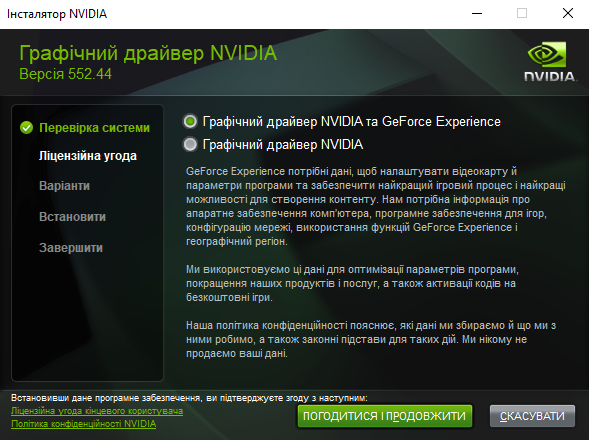 Інсталятор NVIDIA
Графічний драйвер NVIDIA
Версія 552.44
NVIDIA.
Перевірка системи
Ліцензійна угода
Варіанти
Встановити
Завершити
Графічний драйвер NVIDIA та GeForce Experience
Графічний драйвер NVIDIA
GeForce Experience потрібні дані, щоб налаштувати відеокарту й
параметри програми та забезпечити найкращий ігровий процес і найкращі
можливості для створення контенту. Нам потрібна інформація про
апаратне забезпечення комп'ютера, програмне забезпечення для ігор,
конфігурацію мережі, використання функцій GeForce Experience і
географічний регіон.
Ми використовуємо ці дані для оптимізації параметрів програми,
покращення наших продуктів і послуг, а також активації кодів на
безкоштовні ігри.
Наша політика конфіденційності пояснює, які дані ми збираємо й що ми з
ними робимо, а також законні підстави для таких дій. Ми нікому не
продаємо ваші дані.
Встановивши дане програмне забезпечення, ви підтверджуєте згоду з наступним:
Ліцензійна угода кінцевого користувача
Політика конфіденційності NVIDIA
ПОГОДИТИСЯ І ПРОДОВЖИТИ
СКАСУВАТИ